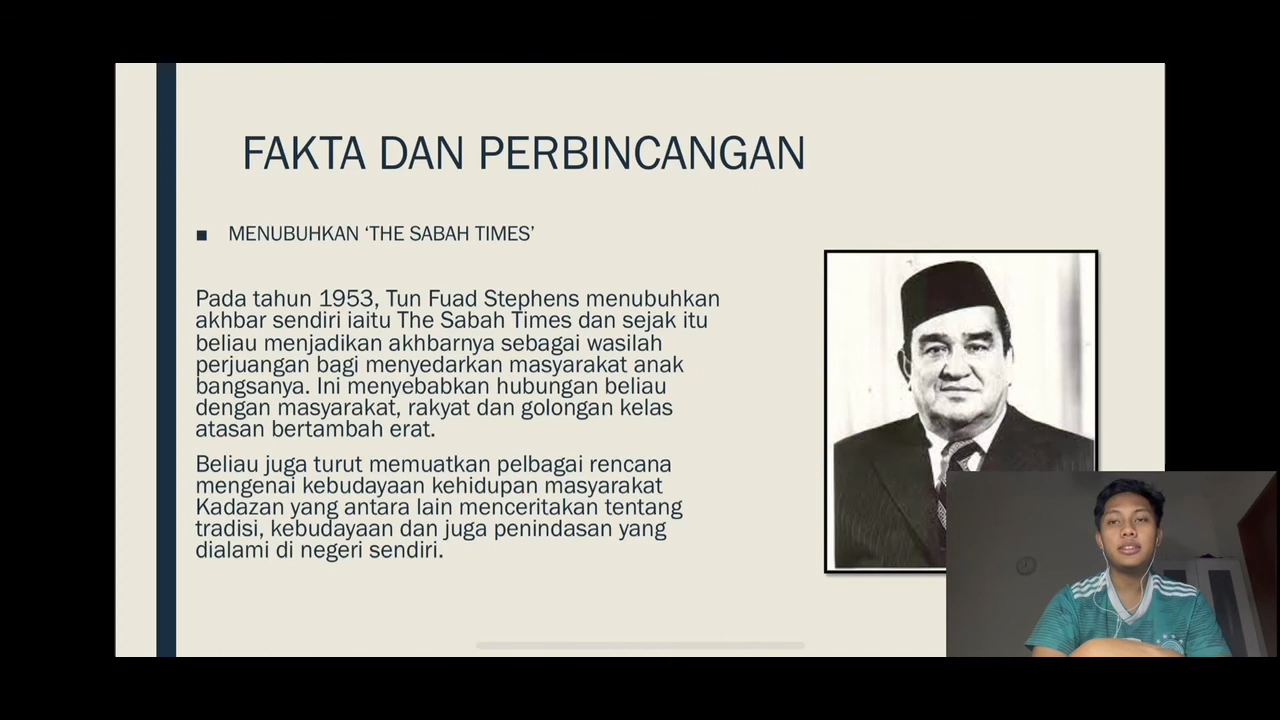 FAKTA DAN PERBINCANGAN
■ MENUBUHKAN ‘THE SABAH TIMES’
Pada tahun 1953, Tun Fuad Stephens menubuhkan
akhbar sendiri iaitu The Sabah Times dan sejak itu
beliau menjadikan akhbarnya sebagai wasilah
perjuangan bagi menyedarkan masyarakat anak
bangsanya. Ini menyebabkan hubungan beliau
dengan masyarakat, rakyat dan golongan kelas
atasan bertambah erat.
Beliau juga turut memuatkan pelbagai rencana
mengenai kebudayaan kehidupan masyarakat
Kadazan yang antara lain menceritakan tentang
tradisi, kebudayaan dan juga penindasan yang
dialami di negeri sendiri.